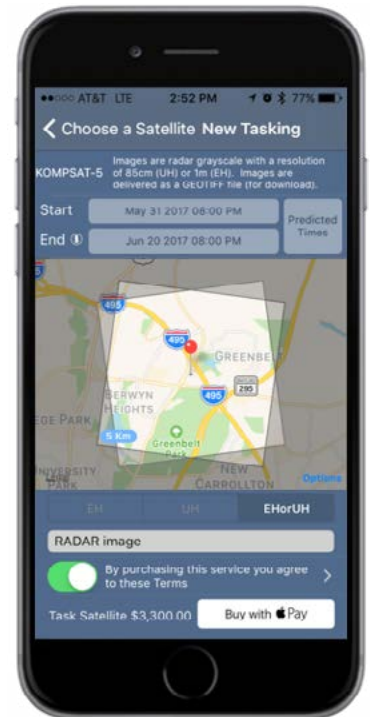 ●●○○○ AT&T LTE 2:52 PM 77%
Choose a Satellite New Tasking
KOMPSAT-5
Images are radar grayscale with a resolution
of 85cm (UH) or 1m (EH). Images are
delivered as a GEOTIFF file (for download).
Start May 31 2017 08:00 PM
End Jun 20 2017 08:00 PM
Predicted
Times
495
495
GREENBELT
495
295
BERWYN
HEIGHTS
EGE PARK
5 Km
Greenbelt
Park
NIVERSITY
PARK
NEW
CARROLLTON
Options
EH UH EHorUH
RADAR image
By purchasing this service you agree
to these Terms
Task Satellite $3,300.00 Buy with Pay